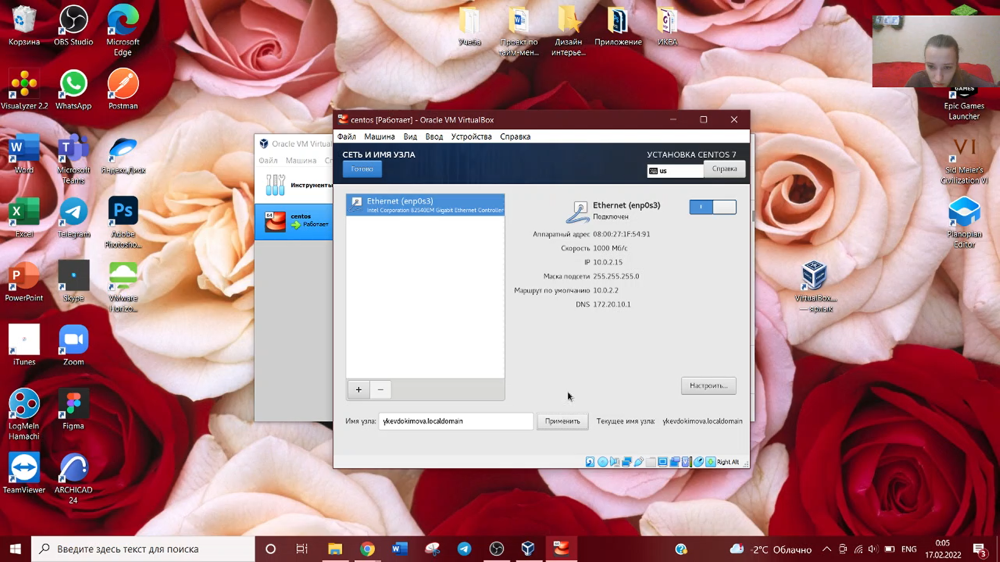 Корзина
OBS Studio
Microsoft
Edge
Учеба
Проект по
тайм-мен...
Дизайн
интерье...
Приложение
ИКЕА
Visualyzer 2.2
WhatsApp
Postman
GAMES
Epic Games
Launcher
Word
Microsoft
Teams
Яндекс.Диск
VI
Sid Meier's
Civilization VI
Excel
Telegram
Ps
Adobe
Photosho...
Planoplan
Editor
PowerPoint
Skype
VMware
Horizo...
VirtualBox....
— ярлык
iTunes
Zoom
LogMeIn
Hamachi
Figma
TeamViewer
ARCHICAD
24
Oracle VM Virtual
Файл Машина
Инструменты
64
centos
Работает
centos [Работает] - Oracle VM VirtualBox
Файл Машина Вид Ввод Устройства Справка
СЕТЬ И ИМЯ УЗЛА
Готово
УСТАНОВКА CENTOS 7
us
Справка
Ethernet (enp0s3)
Intel Corporation 82540EM Gigabit Ethernet Controller
Ethernet (enp0s3)
Подключен
Аппаратный адрес 08:00:27:1F:54:91
Скорость 1000 Мб/с
IP 10.0.2.15
Маска подсети 255.255.255.0
Маршрут по умолчанию 10.0.2.2
DNS 172.20.10.1
+ −
Настроить...
Имя узла: ykevdokimova.localdomain
Применить
Текущее имя узла: ykevdokimova.localdomain
Right Alt
Введите здесь текст для поиска
-2°C Облачно
ENG
0:05
17.02.2022
3